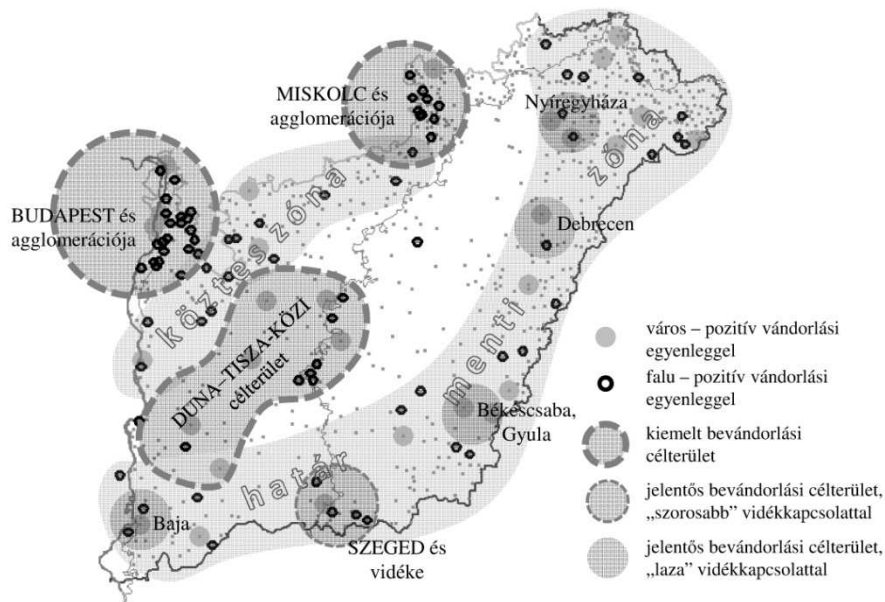 MISKOLC és
agglomerációja
Nyíregyháza
zóna
BUDAPEST és
agglomerációja
közteszóna
Debrecen
DUNA–TISZA-KÖZI
célterület
menti
Békéscsaba,
Gyula
határ
Baja
SZEGED és
vidéke
város – pozitív vándorlási
egyenleggel
falu – pozitív vándorlási
egyenleggel
kiemelt bevándorlási
célterület
jelentős bevándorlási célterület,
„szorosabb” vidékkapcsolattal
jelentős bevándorlási célterület,
„laza” vidékkapcsolattal